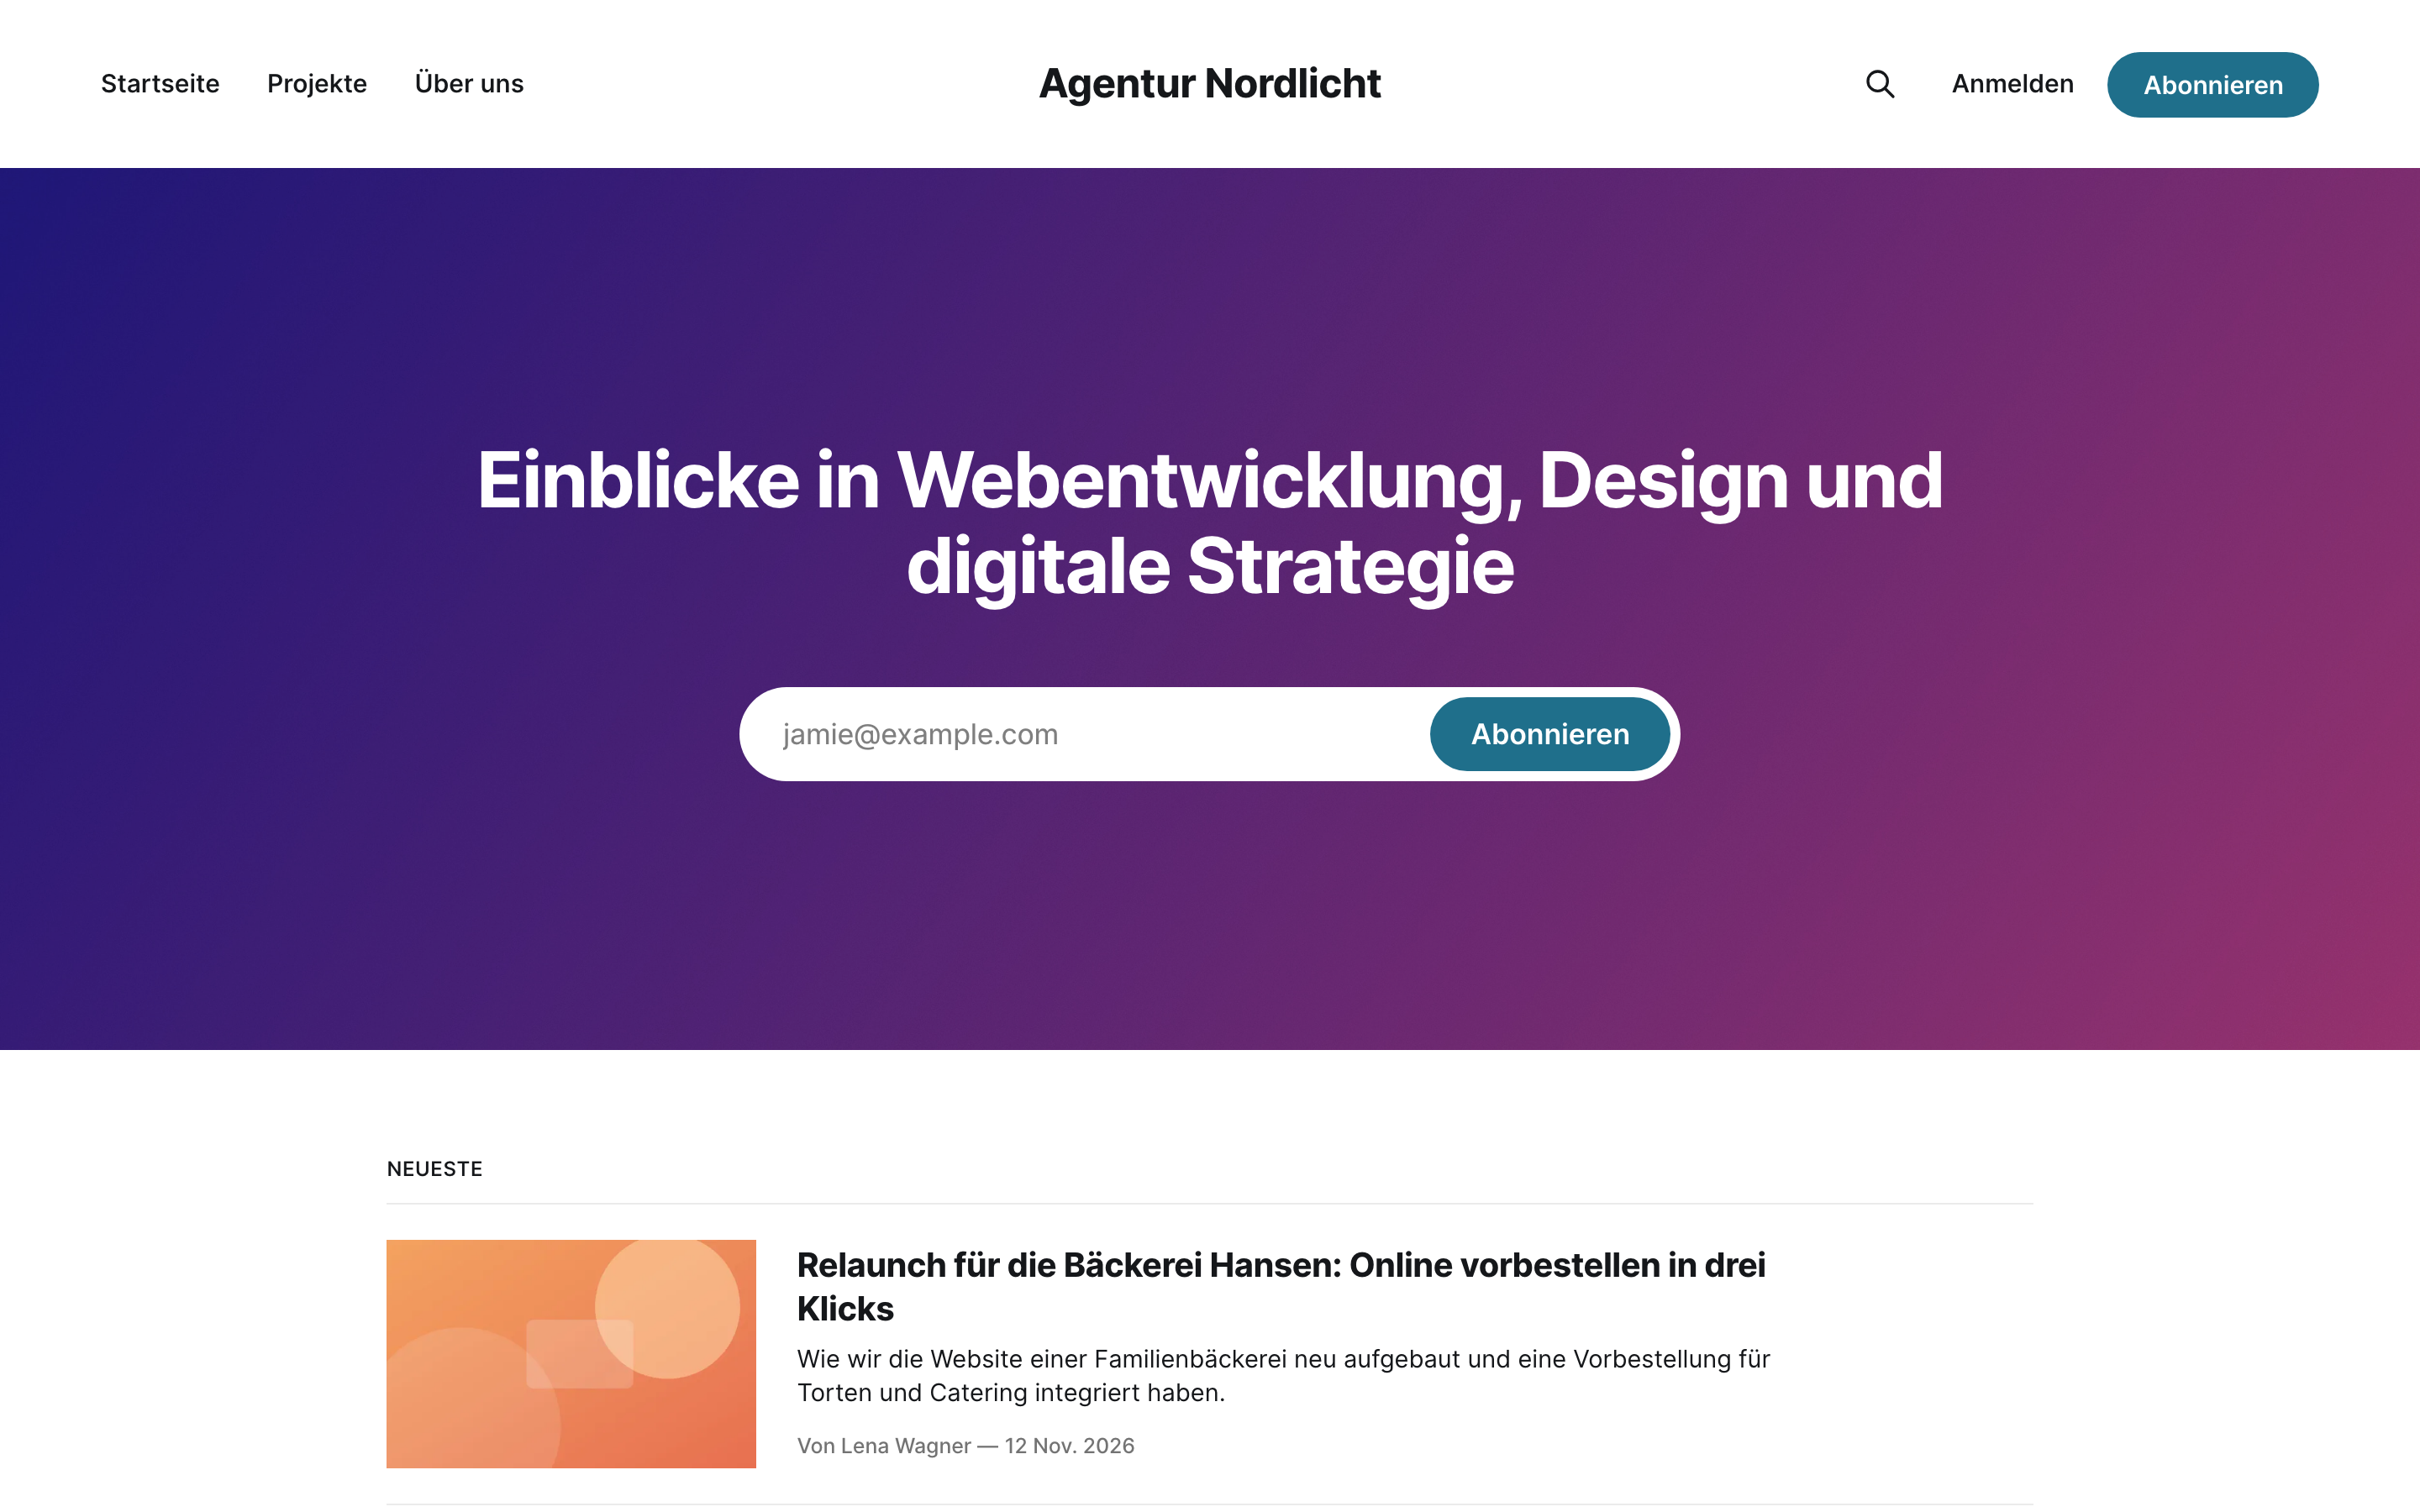 Startseite
Projekte
Über uns
Agentur Nordlicht
Anmelden
Abonnieren
Einblicke in Webentwicklung, Design und
digitale Strategie
jamie@example.com
Abonnieren
NEUESTE
Relaunch für die Bäckerei Hansen: Online vorbestellen in drei
Klicks
Wie wir die Website einer Familienbäckerei neu aufgebaut und eine Vorbestellung für
Torten und Catering integriert haben.
Von Lena Wagner — 12 Nov. 2026